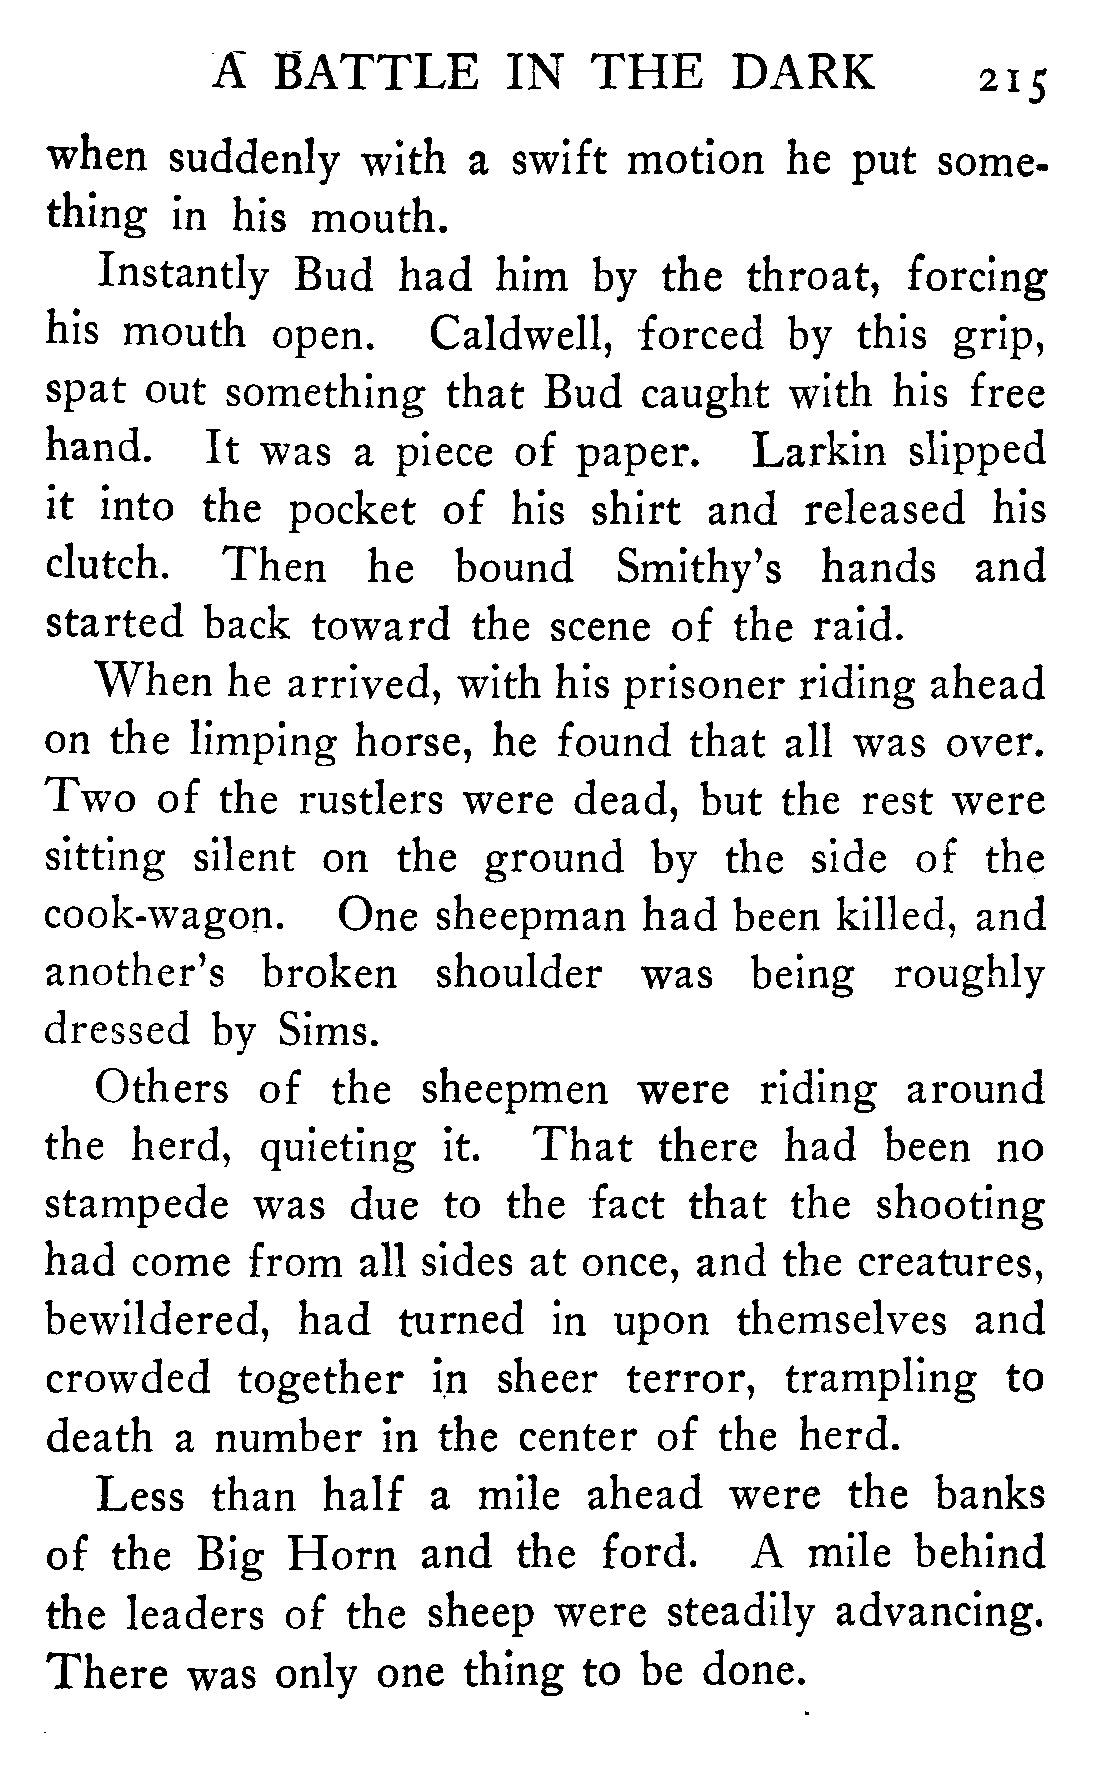 A BATTLE IN THE DARK 215
when suddenly with a swift motion he put some-
thing in his mouth.
Instantly Bud had him by the throat, forcing
his mouth open. Caldwell, forced by this grip,
spat out something that Bud caught with his free
hand. It was a piece of paper. Larkin slipped
it into the pocket of his shirt and released his
clutch. Then he bound Smithy's hands and
started back toward the scene of the raid.
When he arrived, with his prisoner riding ahead
on the limping horse, he found that all was over.
Two of the rustlers were dead, but the rest were
sitting silent on the ground by the side of the
cook-wagon. One sheepman had been killed, and
another's broken shoulder was being roughly
dressed by Sims.
Others of the sheepmen were riding around
the herd, quieting it. That there had been no
stampede was due to the fact that the shooting
had come from all sides at once, and the creatures,
bewildered, had turned in upon themselves and
crowded together in sheer terror, trampling to
death a number in the center of the herd.
Less than half a mile ahead were the banks
of the Big Horn and the ford. A mile behind
the leaders of the sheep were steadily advancing.
There was only one thing to be done.